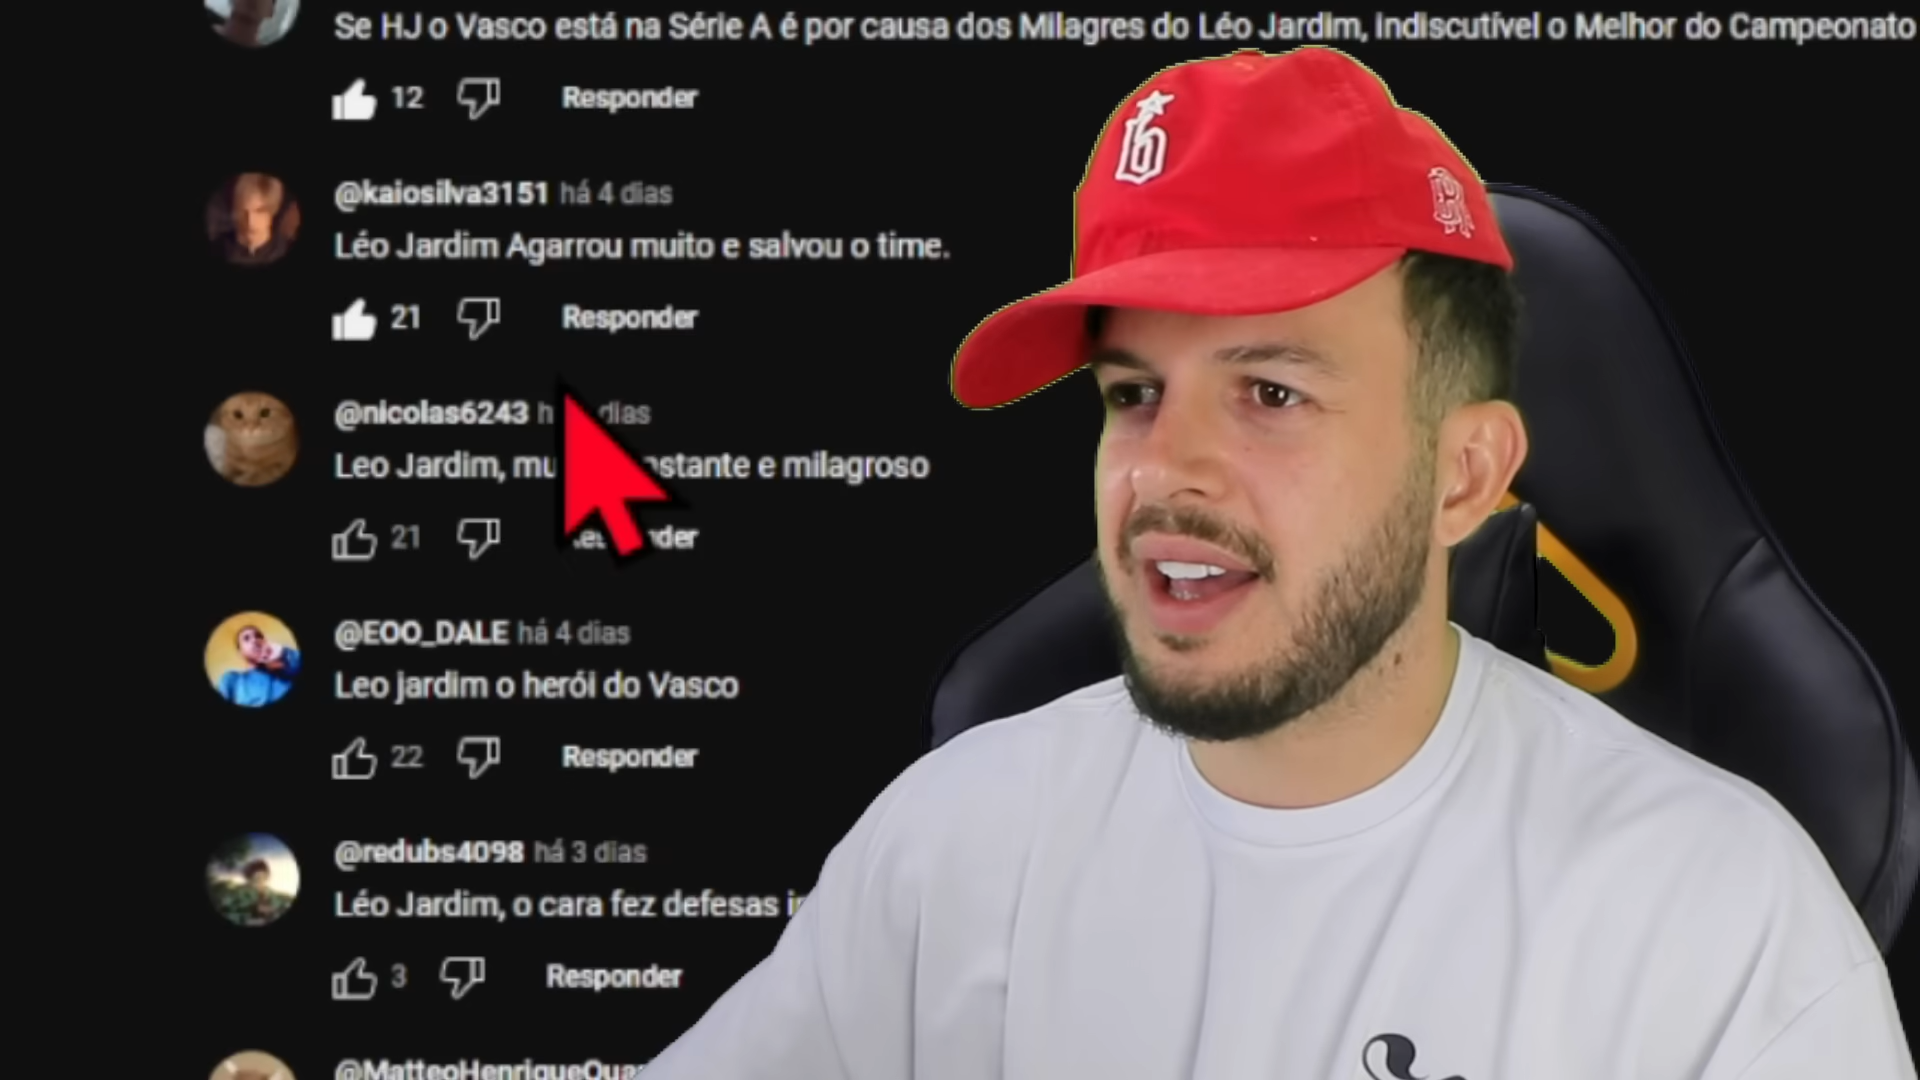 Se HJ o Vasco está na Série A é por causa dos Milagres do Léo Jardim, indiscutível o Melhor do Campeonato
12 Responder
@kaiosilva3151 há 4 dias
Léo Jardim Agarrou muito e salvou o time.
21 Responder
@nicolas6243 dias
Leo Jardim, e milagroso
21
@EOO_DALE há 4 dias
Leo jardim o herói do Vasco
22 Responder
@redubs4098 há 3 dias
Léo Jardim, o cara fez defesas
3 Responder